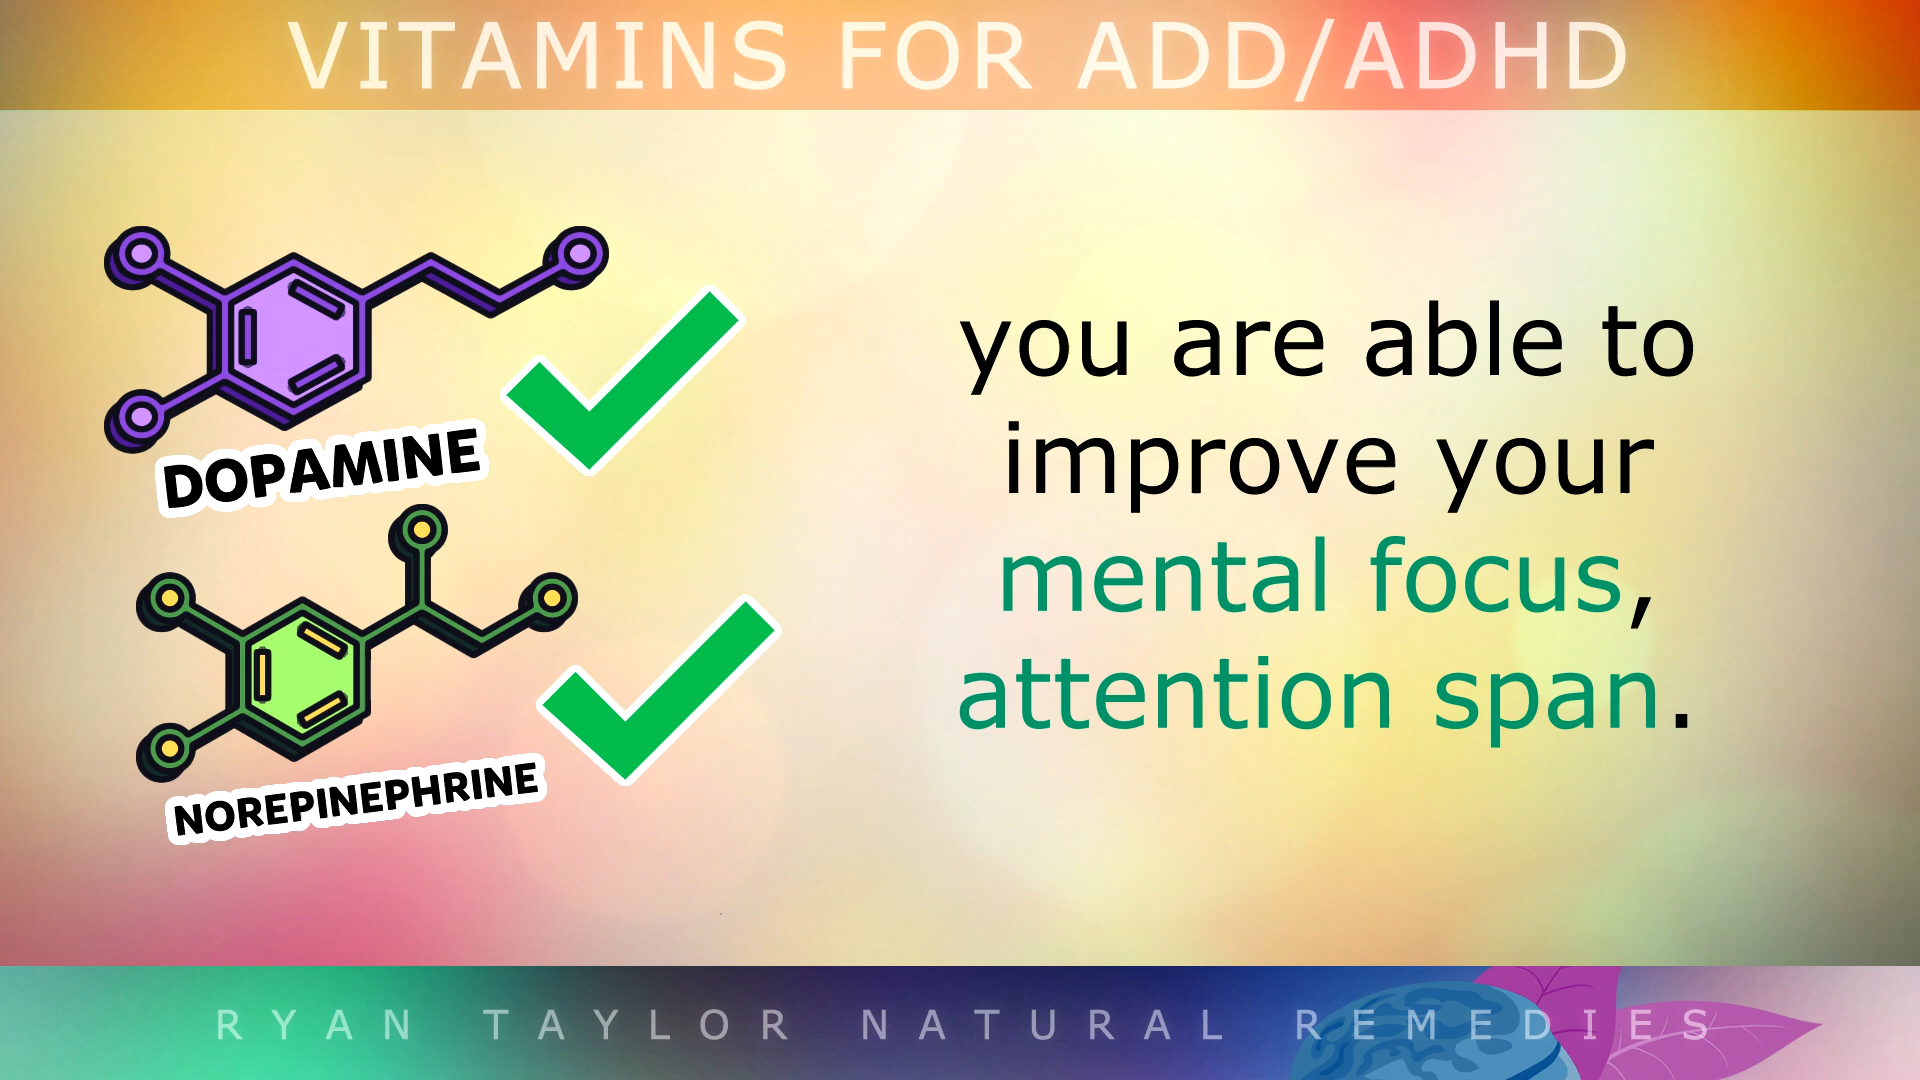 VITAMINS FOR ADD/ADHD
DOPAMINE
NOREPINEPHRINE
you are able to
improve your
mental focus,
attention span.
RYAN TAYLOR NATURAL REMEDIES